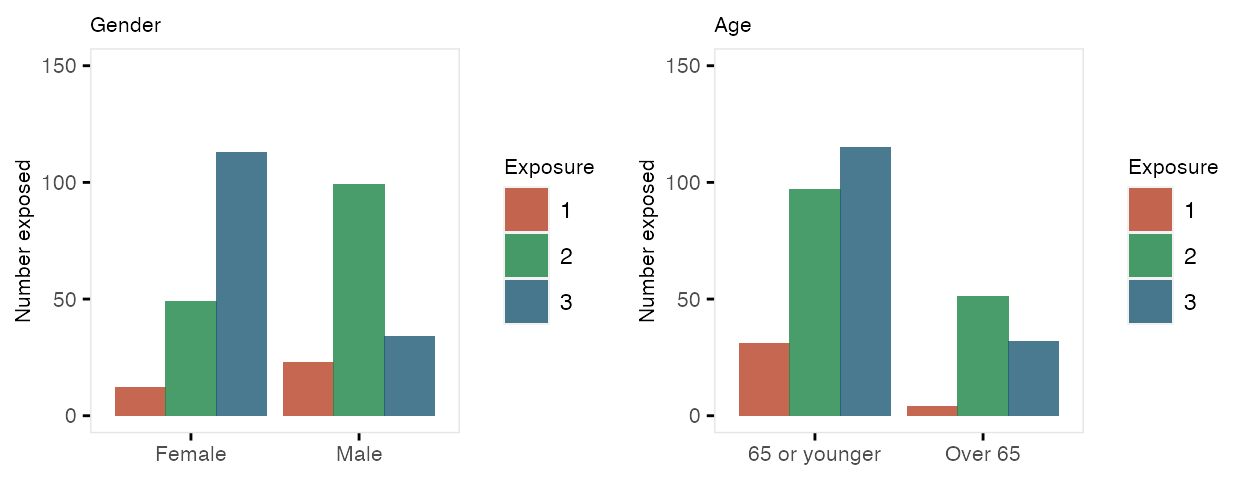 Gender
150
100
50
0
Number exposed
Female Male
Exposure
1
2
3
Age
150
100
50
0
Number exposed
65 or younger Over 65
Exposure
1
2
3